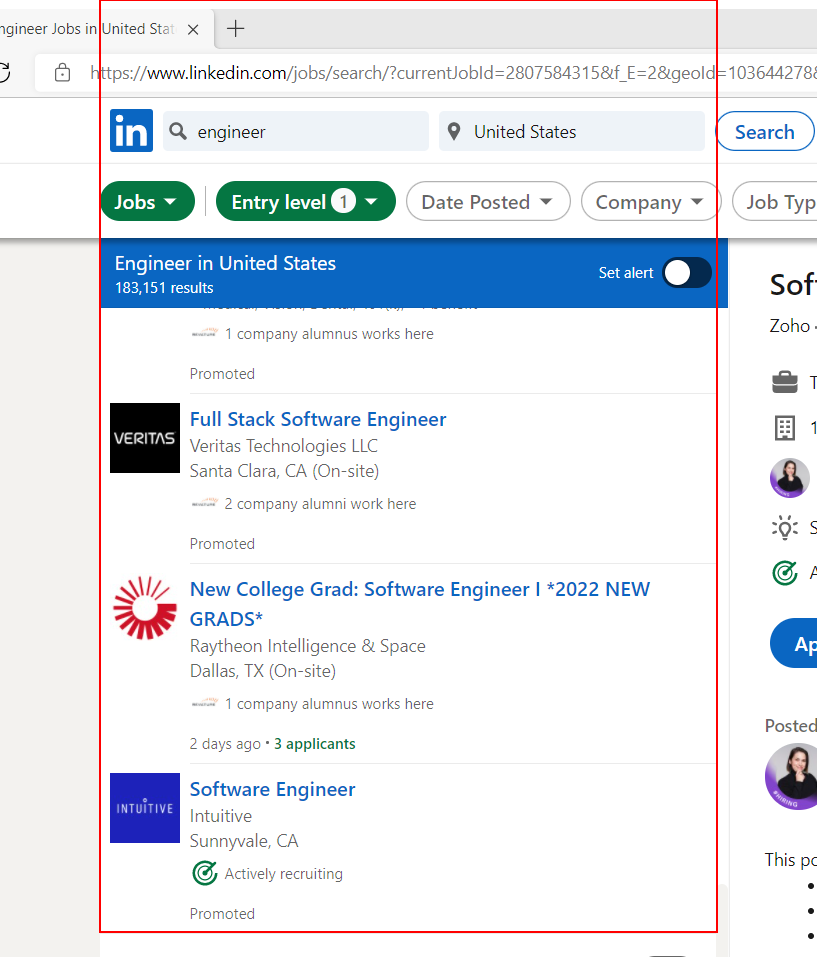 ngineer Jobs in United Stat
https://www.linkedin.com/jobs/search/?currentJobId=2807584315&f_E=2&geoId=103644278&
in
engineer
United States
Search
Jobs
Entry level 1
Date Posted
Company
Job Typ
Engineer in United States
183,151 results
Set alert
1 company alumnus works here
Promoted
VERITAS
Full Stack Software Engineer
Veritas Technologies LLC
Santa Clara, CA (On-site)
2 company alumni work here
Promoted
New College Grad: Software Engineer I *2022 NEW
GRADS*
Raytheon Intelligence & Space
Dallas, TX (On-site)
1 company alumnus works here
2 days ago • 3 applicants
INTUITIVE
Software Engineer
Intuitive
Sunnyvale, CA
Actively recruiting
Promoted
Sof
Zoho
T
1
S
A
Ap
Posted
#HIRING
This po